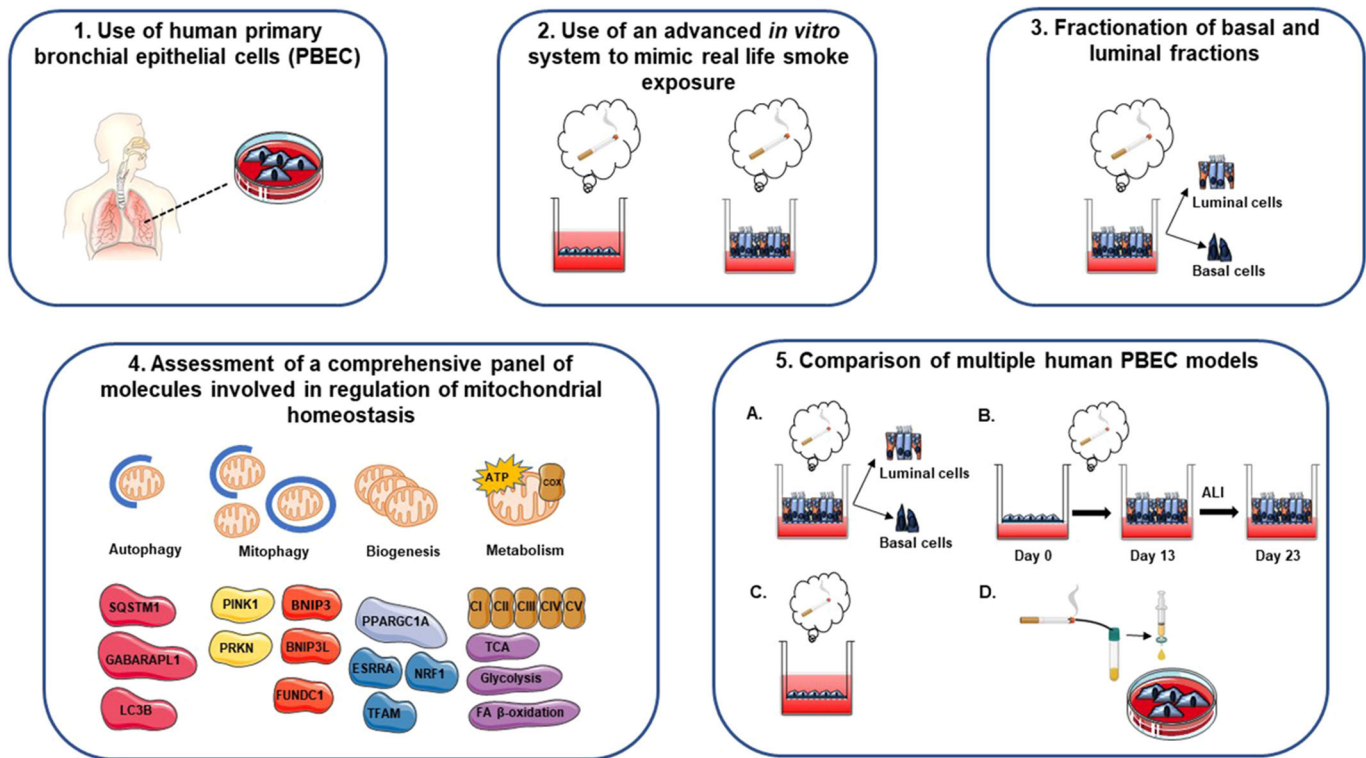 1. Use of human primary
bronchial epithelial cells (PBEC)
2. Use of an advanced in vitro
system to mimic real life smoke
exposure
3. Fractionation of basal and
luminal fractions
Luminal cells
Basal cells
4. Assessment of a comprehensive panel of
molecules involved in regulation of mitochondrial
homeostasis
ATP
COX
Autophagy
Mitophagy
Biogenesis
Metabolism
SQSTM1
GABARAPL1
LC3B
PINK1
PRKN
BNIP3
BNIP3L
FUNDC1
PPARGC1A
ESRRA
NRF1
TFAM
CI CII CIII CIV CV
TCA
Glycolysis
FA β-oxidation
5. Comparison of multiple human PBEC models
A.
Luminal cells
Basal cells
B.
ALI
Day 0
Day 13
Day 23
C.
D.